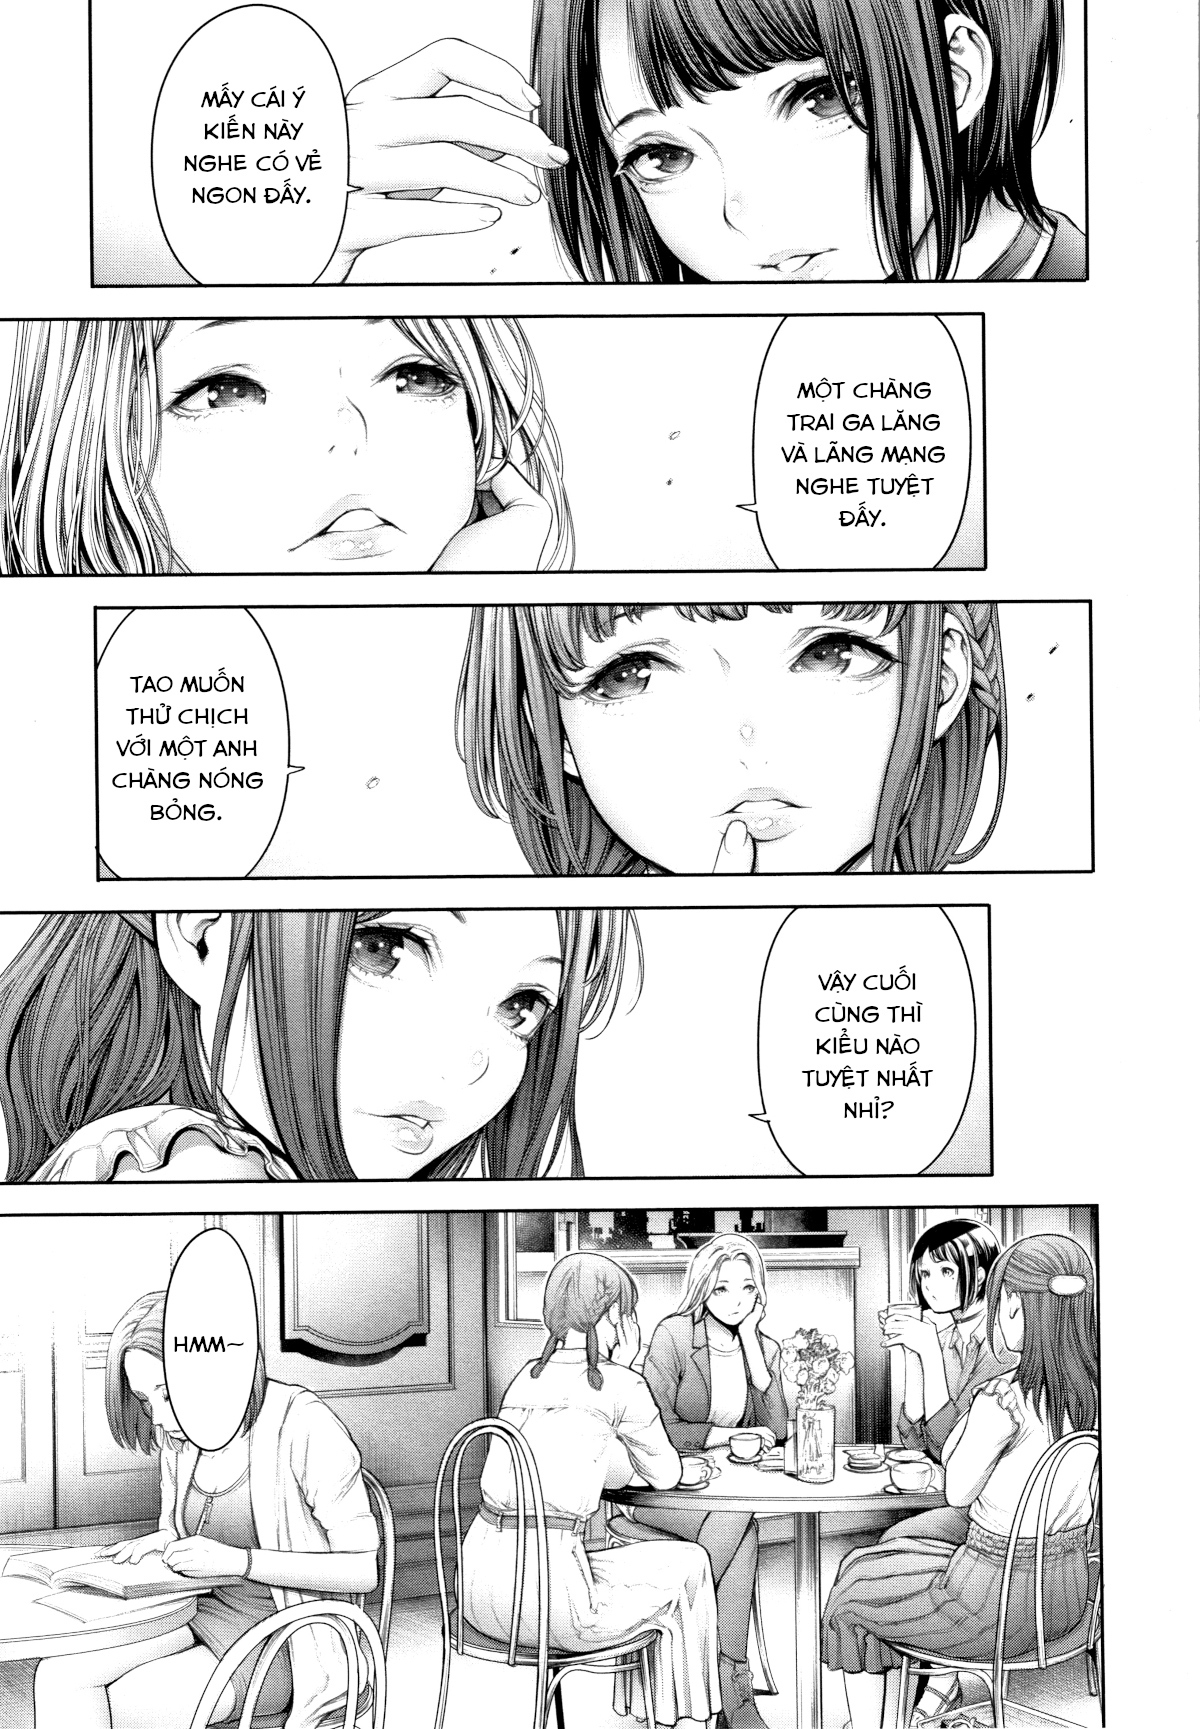 MẤY CÁI Ý
KIẾN NÀY
NGHE CÓ VẺ
NGON ĐẤY.
MỘT CHÀNG
TRAI GA LĂNG
VÀ LÃNG MẠNG
NGHE TUYỆT
ĐẤY.
TAO MUỐN
THỬ CHỊCH
VỚI MỘT ANH
CHÀNG NÓNG
BỎNG.
VẬY CUỐI
CÙNG THÌ
KIỂU NÀO
TUYỆT NHẤT
NHỈ?
HMM~